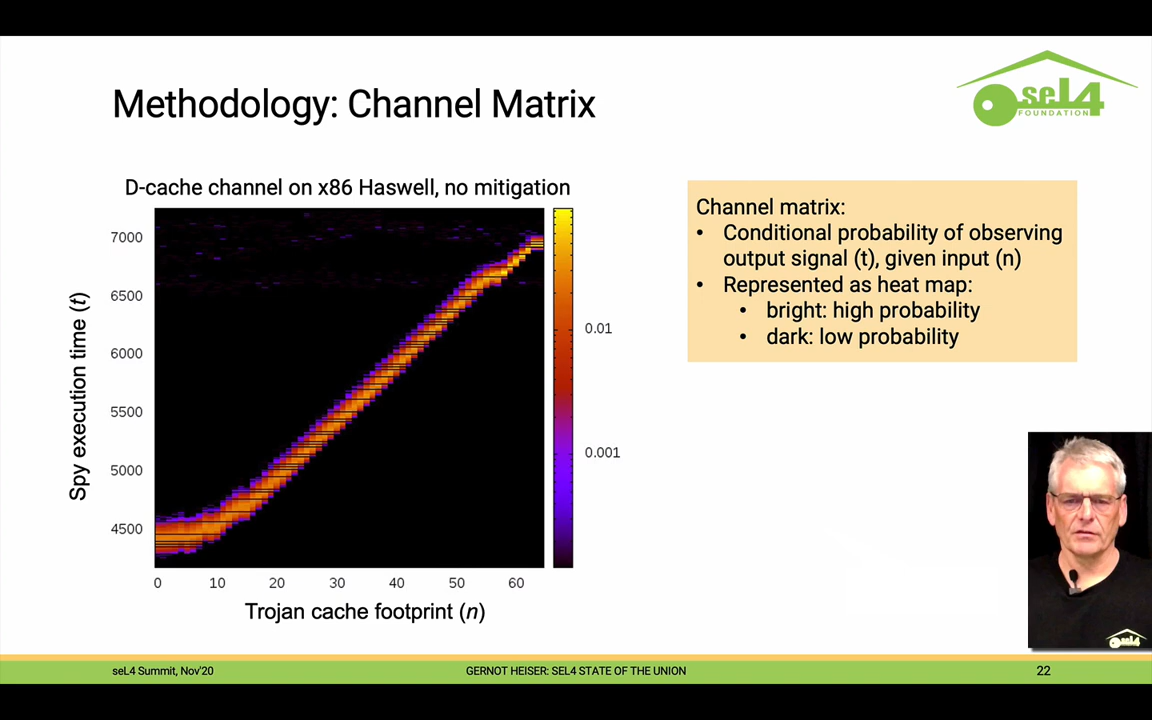 Methodology: Channel Matrix
seL4
FOUNDATION
D-cache channel on x86 Haswell, no mitigation
7000
6500
6000
5500
5000
4500
Spy execution time (t)
0 10 20 30 40 50 60
Trojan cache footprint (n)
0.01
0.001
Channel matrix:
• Conditional probability of observing
output signal (t), given input (n)
• Represented as heat map:
• bright: high probability
• dark: low probability
seL4
seL4 Summit, Nov'20
GERNOT HEISER: SEL4 STATE OF THE UNION
22